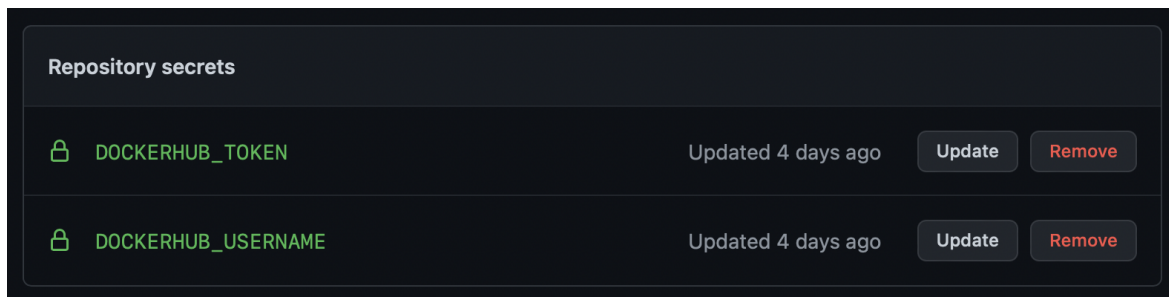 Repository secrets
DOCKERHUB_TOKEN Updated 4 days ago Update Remove
DOCKERHUB_USERNAME Updated 4 days ago Update Remove